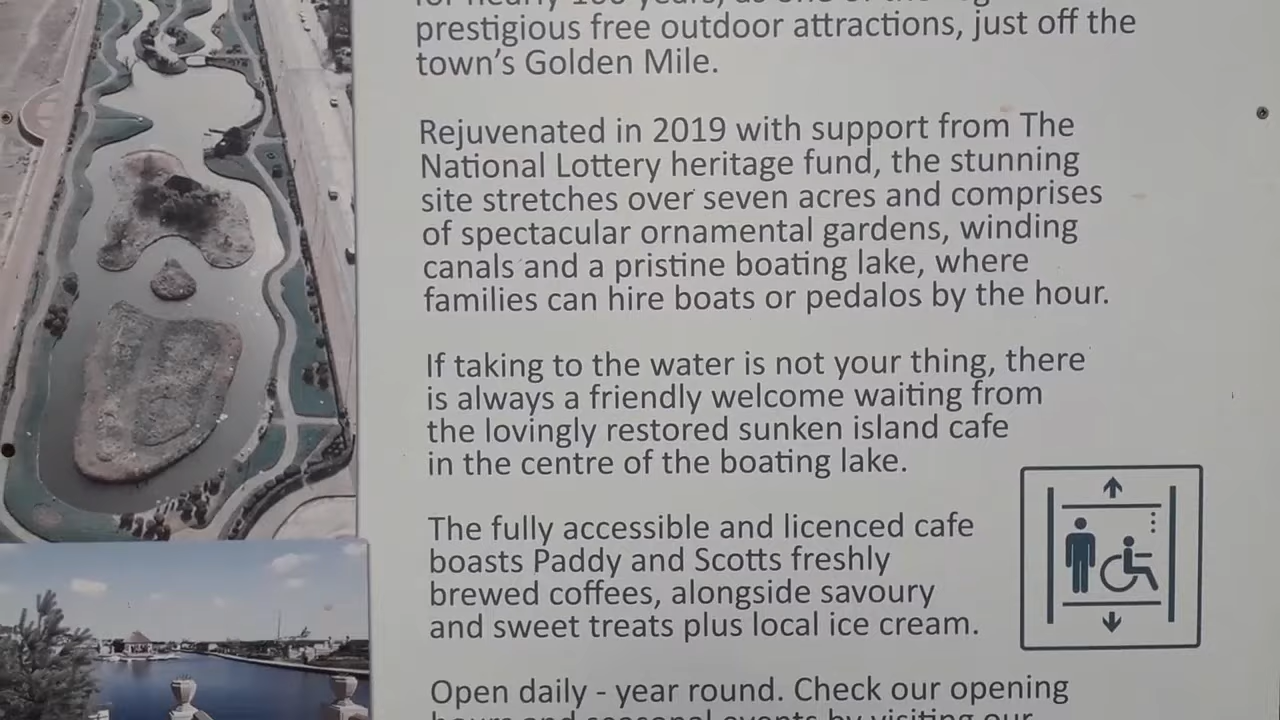 prestigious free outdoor attractions, just off the
town's Golden Mile.
Rejuvenated in 2019 with support from The
National Lottery heritage fund, the stunning
site stretches over seven acres and comprises
of spectacular ornamental gardens, winding
canals and a pristine boating lake, where
families can hire boats or pedalos by the hour.
If taking to the water is not your thing, there
is always a friendly welcome waiting from
the lovingly restored sunken island cafe
in the centre of the boating lake.
The fully accessible and licenced cafe
boasts Paddy and Scotts freshly
brewed coffees, alongside savoury
and sweet treats plus local ice cream.
Open daily - year round. Check our opening